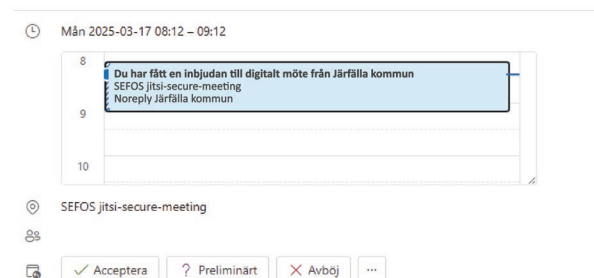 Mån 2025-03-17 08:12 – 09:12
8
Du har fått en inbjudan till digitalt möte från Järfälla kommun
SEFOS jitsi-secure-meeting
Noreply Järfälla kommun
9
10
SEFOS jitsi-secure-meeting
Acceptera ? Preliminärt Avböj ...